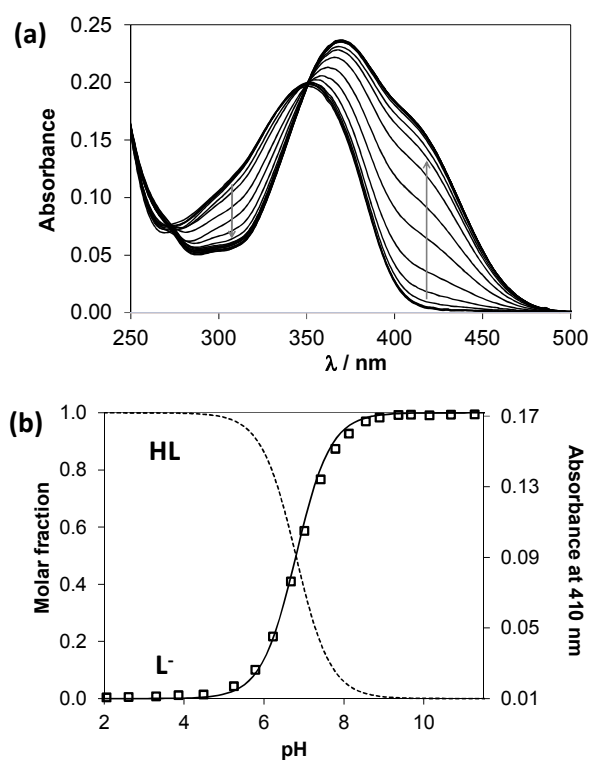 (a)
0.25
0.20
0.15
0.10
0.05
0.00
Absorbance
250 300 350 400 450 500
λ / nm
(b)
1.0
0.8
0.6
0.4
0.2
0.0
Molar fraction
HL
L⁻
0.17
0.13
0.09
0.05
0.01
Absorbance at 410 nm
2 4 6 8 10
pH